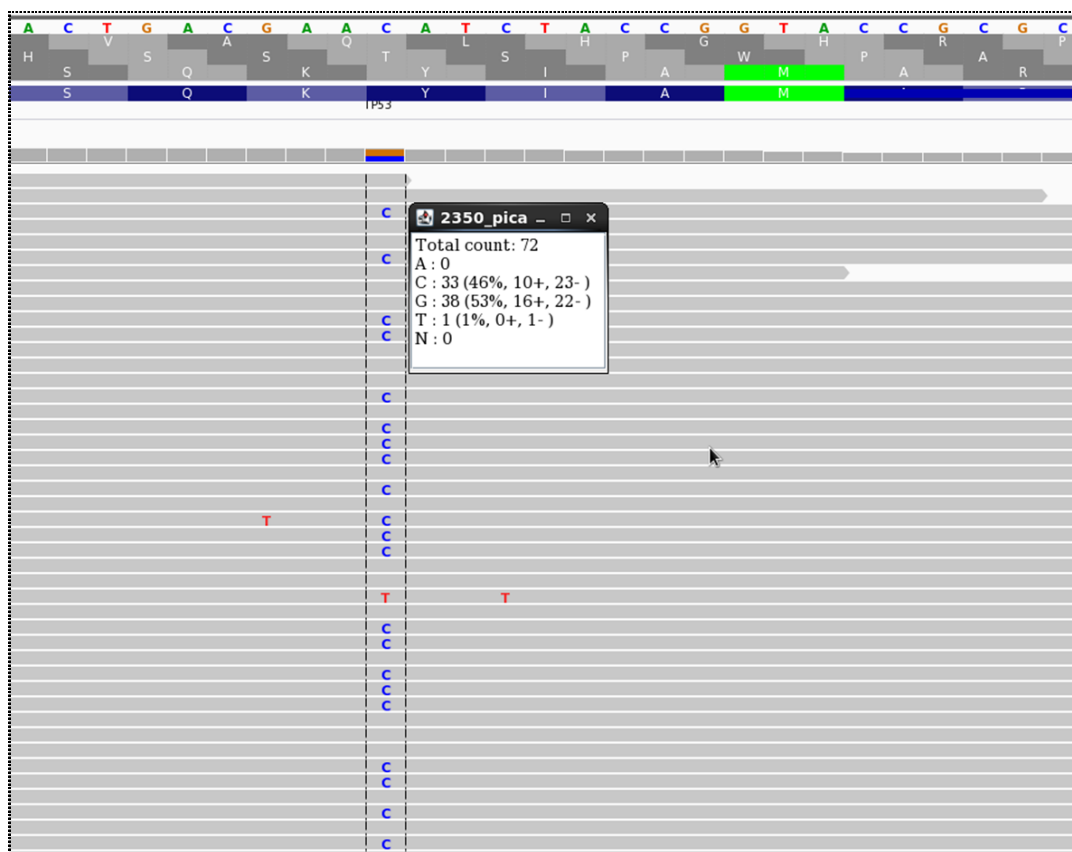 A C T G A C G A A C A T C T A C C G G T A C C G C G C
V A Q L H G H R P
H S S T S P W P A
S Q K Y I A M A R
S Q K Y I A M
TP53
2350_pica
Total count: 72
A : 0
C : 33 (46%, 10+, 23- )
G : 38 (53%, 16+, 22- )
T : 1 (1%, 0+, 1- )
N : 0
C
C
C
C
C
C
C
C
C
T C
C
C
T T
C
C
C
C
C
C
C
C
C